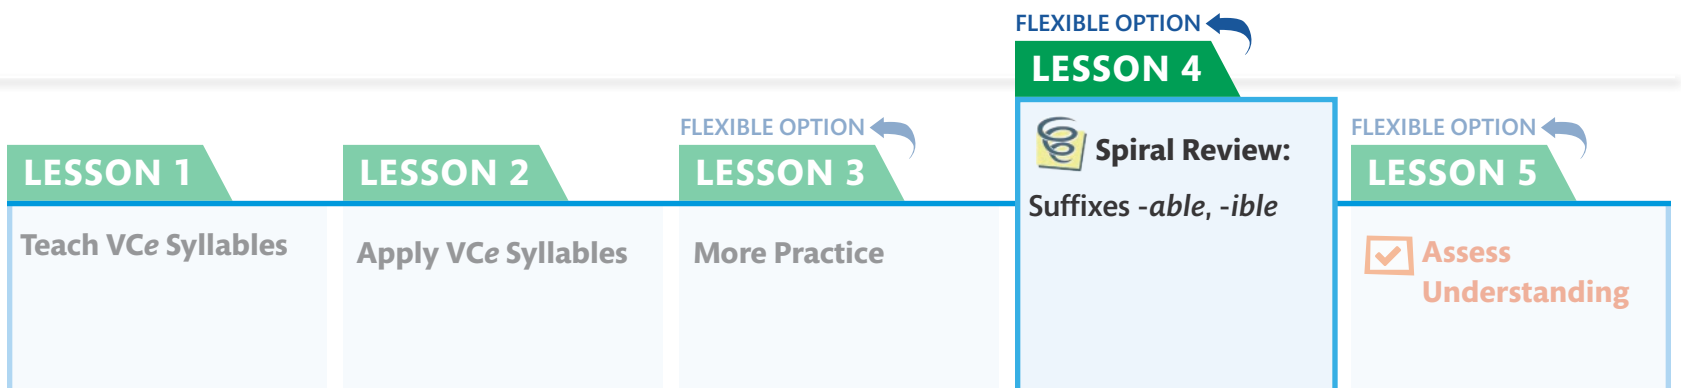 LESSON 1
Teach VCe Syllables
LESSON 2
Apply VCe Syllables
FLEXIBLE OPTION
LESSON 3
More Practice
FLEXIBLE OPTION
LESSON 4
Spiral Review:
Suffixes -able, -ible
FLEXIBLE OPTION
LESSON 5
Assess
Understanding